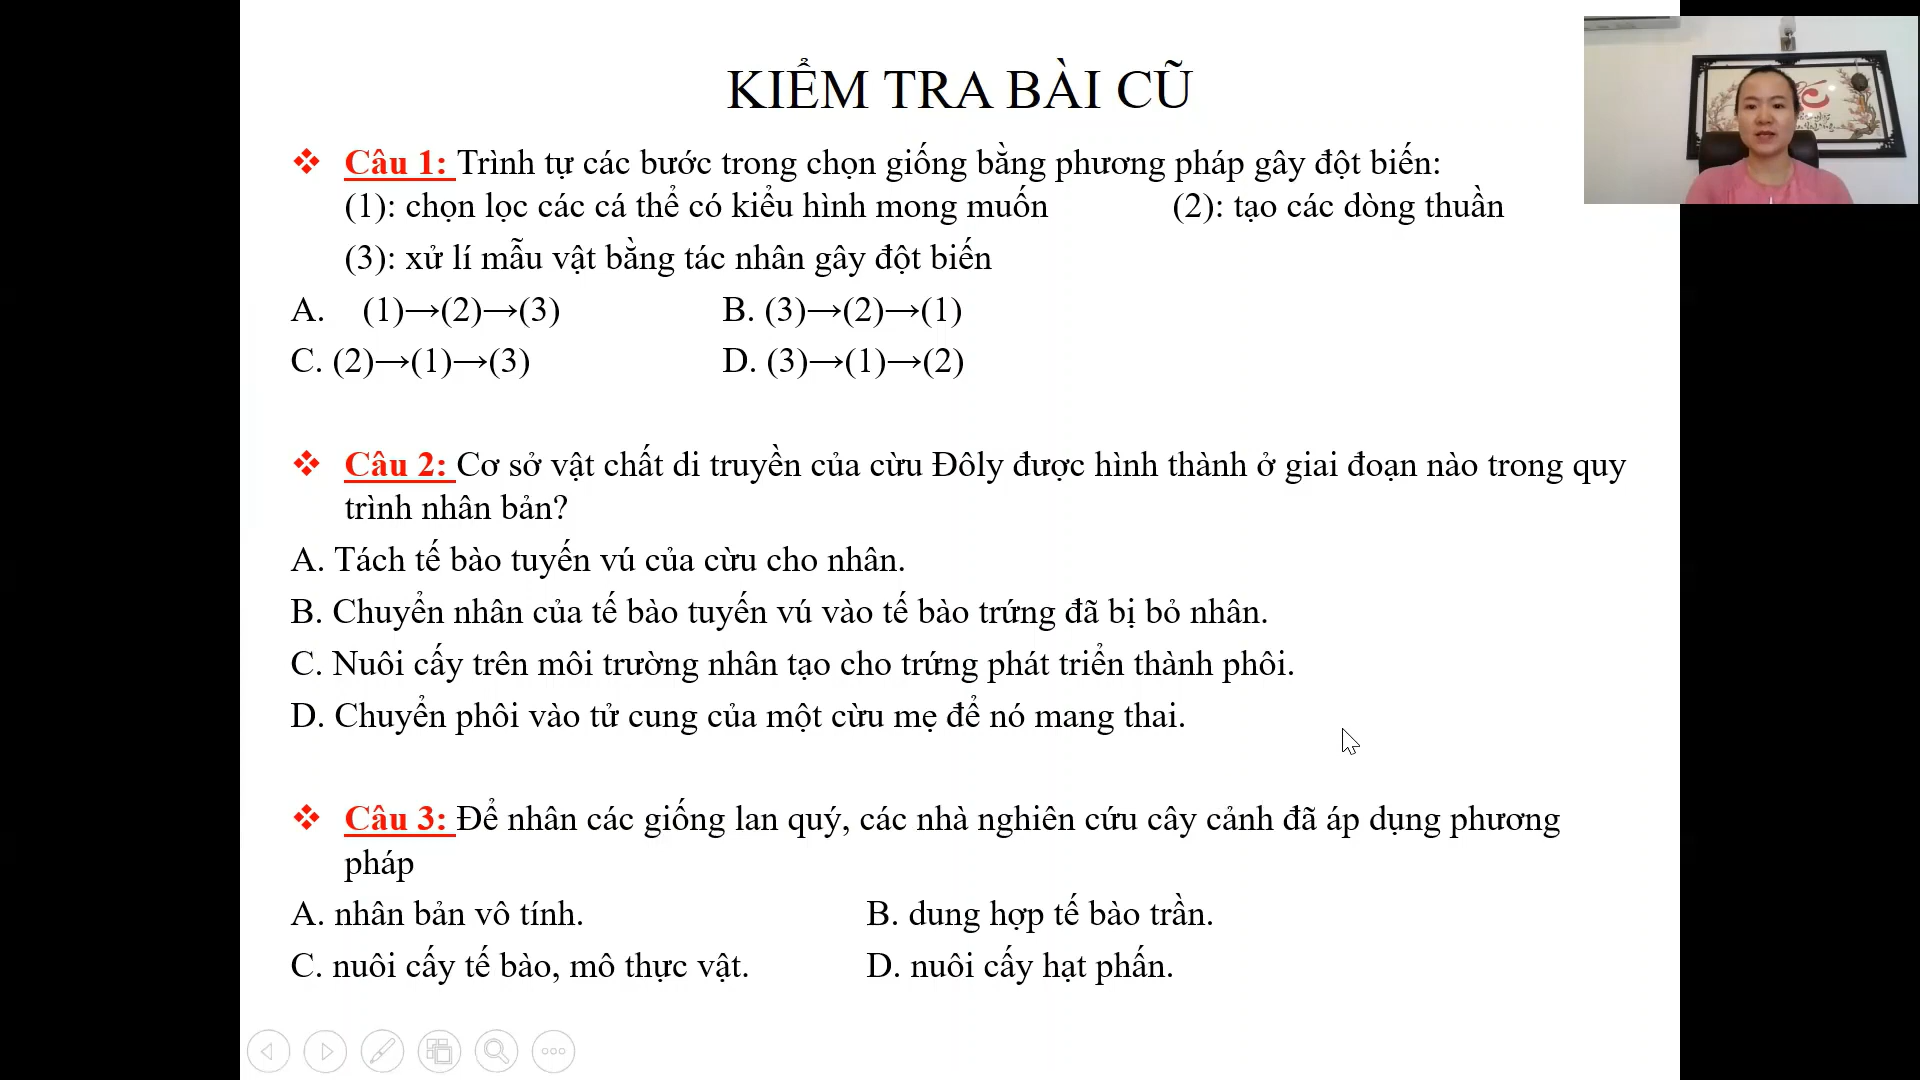 KIỂM TRA BÀI CŨ
❖ Câu 1: Trình tự các bước trong chọn giống bằng phương pháp gây đột biến:
(1): chọn lọc các cá thể có kiểu hình mong muốn (2): tạo các dòng thuần
(3): xử lí mẫu vật bằng tác nhân gây đột biến
A. (1)→(2)→(3) B. (3)→(2)→(1)
C. (2)→(1)→(3) D. (3)→(1)→(2)
❖ Câu 2: Cơ sở vật chất di truyền của cừu Đôly được hình thành ở giai đoạn nào trong quy
trình nhân bản?
A. Tách tế bào tuyến vú của cừu cho nhân.
B. Chuyển nhân của tế bào tuyến vú vào tế bào trứng đã bị bỏ nhân.
C. Nuôi cấy trên môi trường nhân tạo cho trứng phát triển thành phôi.
D. Chuyển phôi vào tử cung của một cừu mẹ để nó mang thai.
❖ Câu 3: Để nhân các giống lan quý, các nhà nghiên cứu cây cảnh đã áp dụng phương
pháp
A. nhân bản vô tính. B. dung hợp tế bào trần.
C. nuôi cấy tế bào, mô thực vật. D. nuôi cấy hạt phấn.